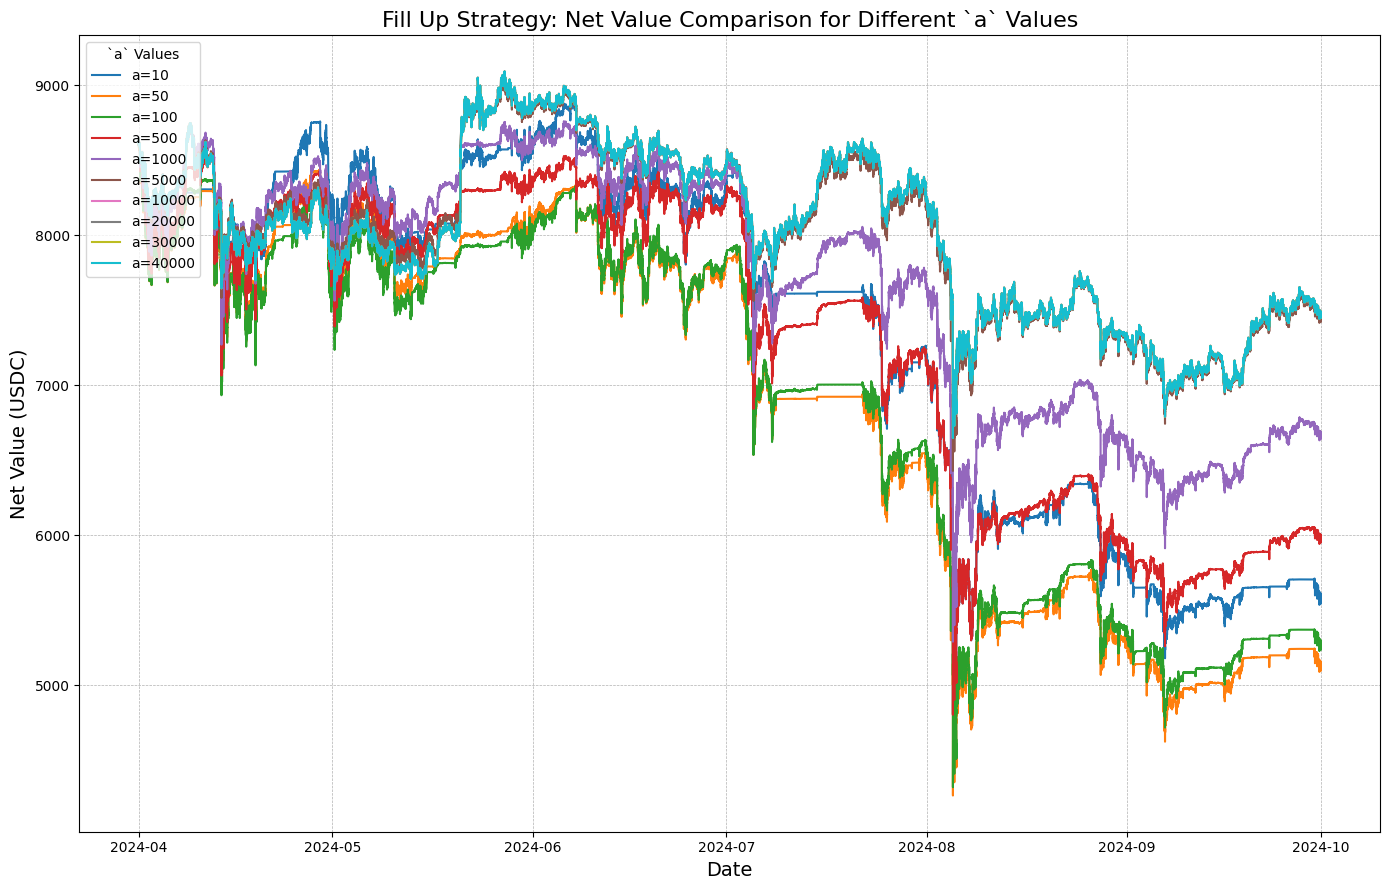 Fill Up Strategy: Net Value Comparison for Different `a` Values
`a` Values
a=10
a=50
a=100
a=500
a=1000
a=5000
a=10000
a=20000
a=30000
a=40000
9000
8000
7000
6000
5000
Net Value (USDC)
2024-04
2024-05
2024-06
2024-07
2024-08
2024-09
2024-10
Date